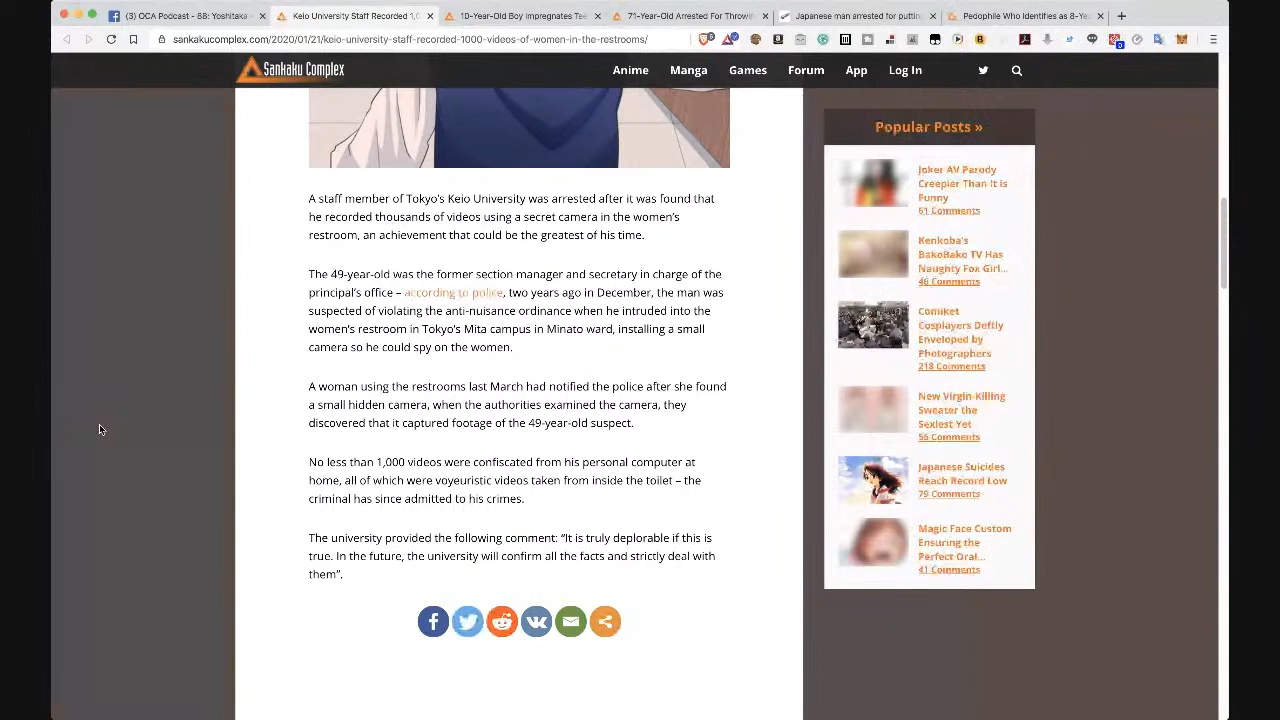 (3) OCA Podcast - 88: Yoshitaka
Keio University Staff Recorded 1,0
10-Year-Old Boy Impregnates Tee
71-Year-Old Arrested For Throwin
Japanese man arrested for puttin
Pedophile Who Identifies as 8-Ye
sankakucomplex.com/2020/01/21/keio-university-staff-recorded-1000-videos-of-women-in-the-restrooms/
Sankaku Complex
Anime
Manga
Games
Forum
App
Log In
A staff member of Tokyo's Keio University was arrested after it was found that
he recorded thousands of videos using a secret camera in the women's
restroom, an achievement that could be the greatest of his time.
The 49-year-old was the former section manager and secretary in charge of the
principal's office – according to police, two years ago in December, the man was
suspected of violating the anti-nuisance ordinance when he intruded into the
women's restroom in Tokyo's Mita campus in Minato ward, installing a small
camera so he could spy on the women.
A woman using the restrooms last March had notified the police after she found
a small hidden camera, when the authorities examined the camera, they
discovered that it captured footage of the 49-year-old suspect.
No less than 1,000 videos were confiscated from his personal computer at
home, all of which were voyeuristic videos taken from inside the toilet – the
criminal has since admitted to his crimes.
The university provided the following comment: “It is truly deplorable if this is
true. In the future, the university will confirm all the facts and strictly deal with
them”.
Popular Posts »
Joker AV Parody
Creepier Than It is
Funny
61 Comments
Kenkoba's
BakoBako TV Has
Naughty Fox Girl...
46 Comments
Comiket
Cosplayers Deftly
Enveloped by
Photographers
218 Comments
New Virgin-Killing
Sweater the
Sexiest Yet
56 Comments
Japanese Suicides
Reach Record Low
79 Comments
Magic Face Custom
Ensuring the
Perfect Oral...
41 Comments